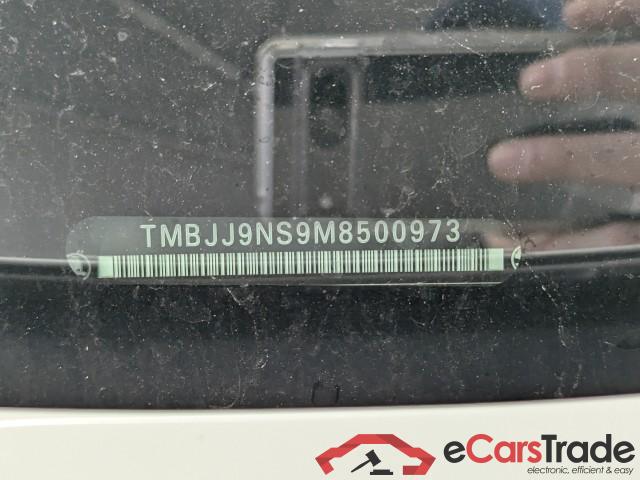 TMBJJ9NS9M8500973
eCarsTrade
electronic, efficient & easy